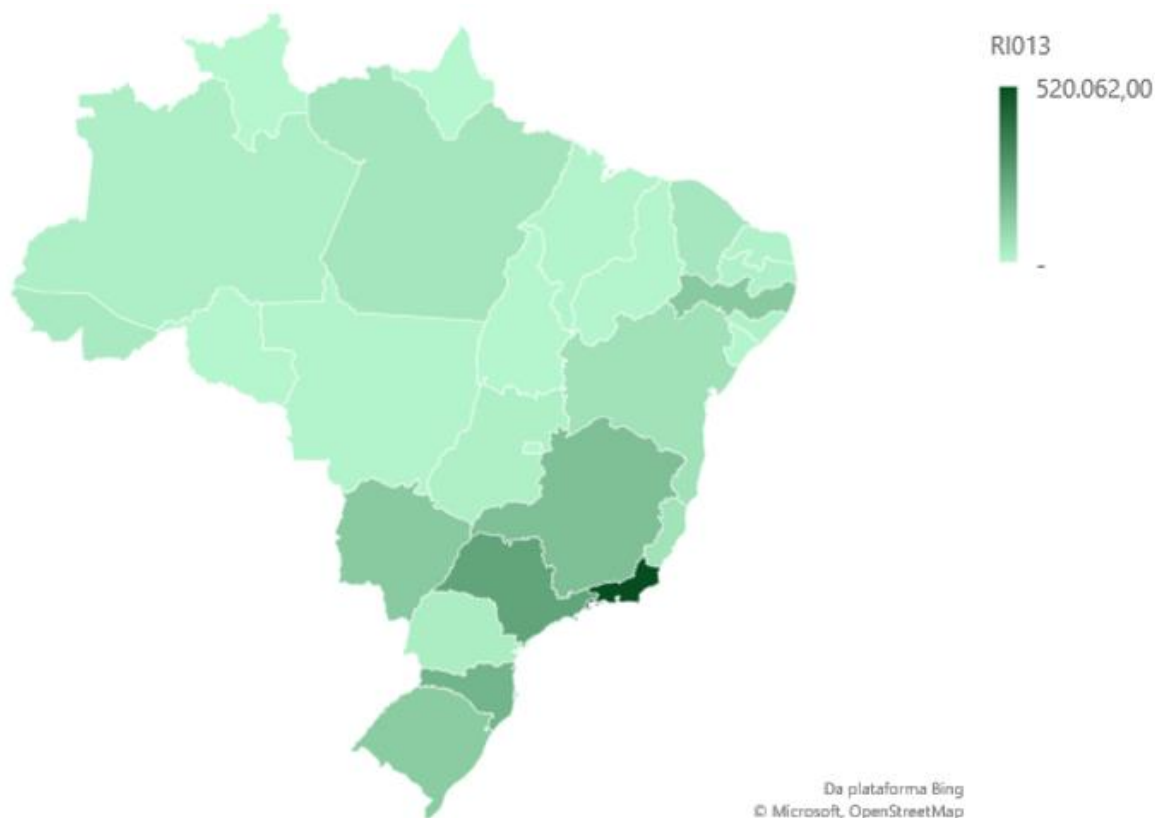 RI013
520.062,00
-
Da plataforma Bing
© Microsoft, OpenStreetMap